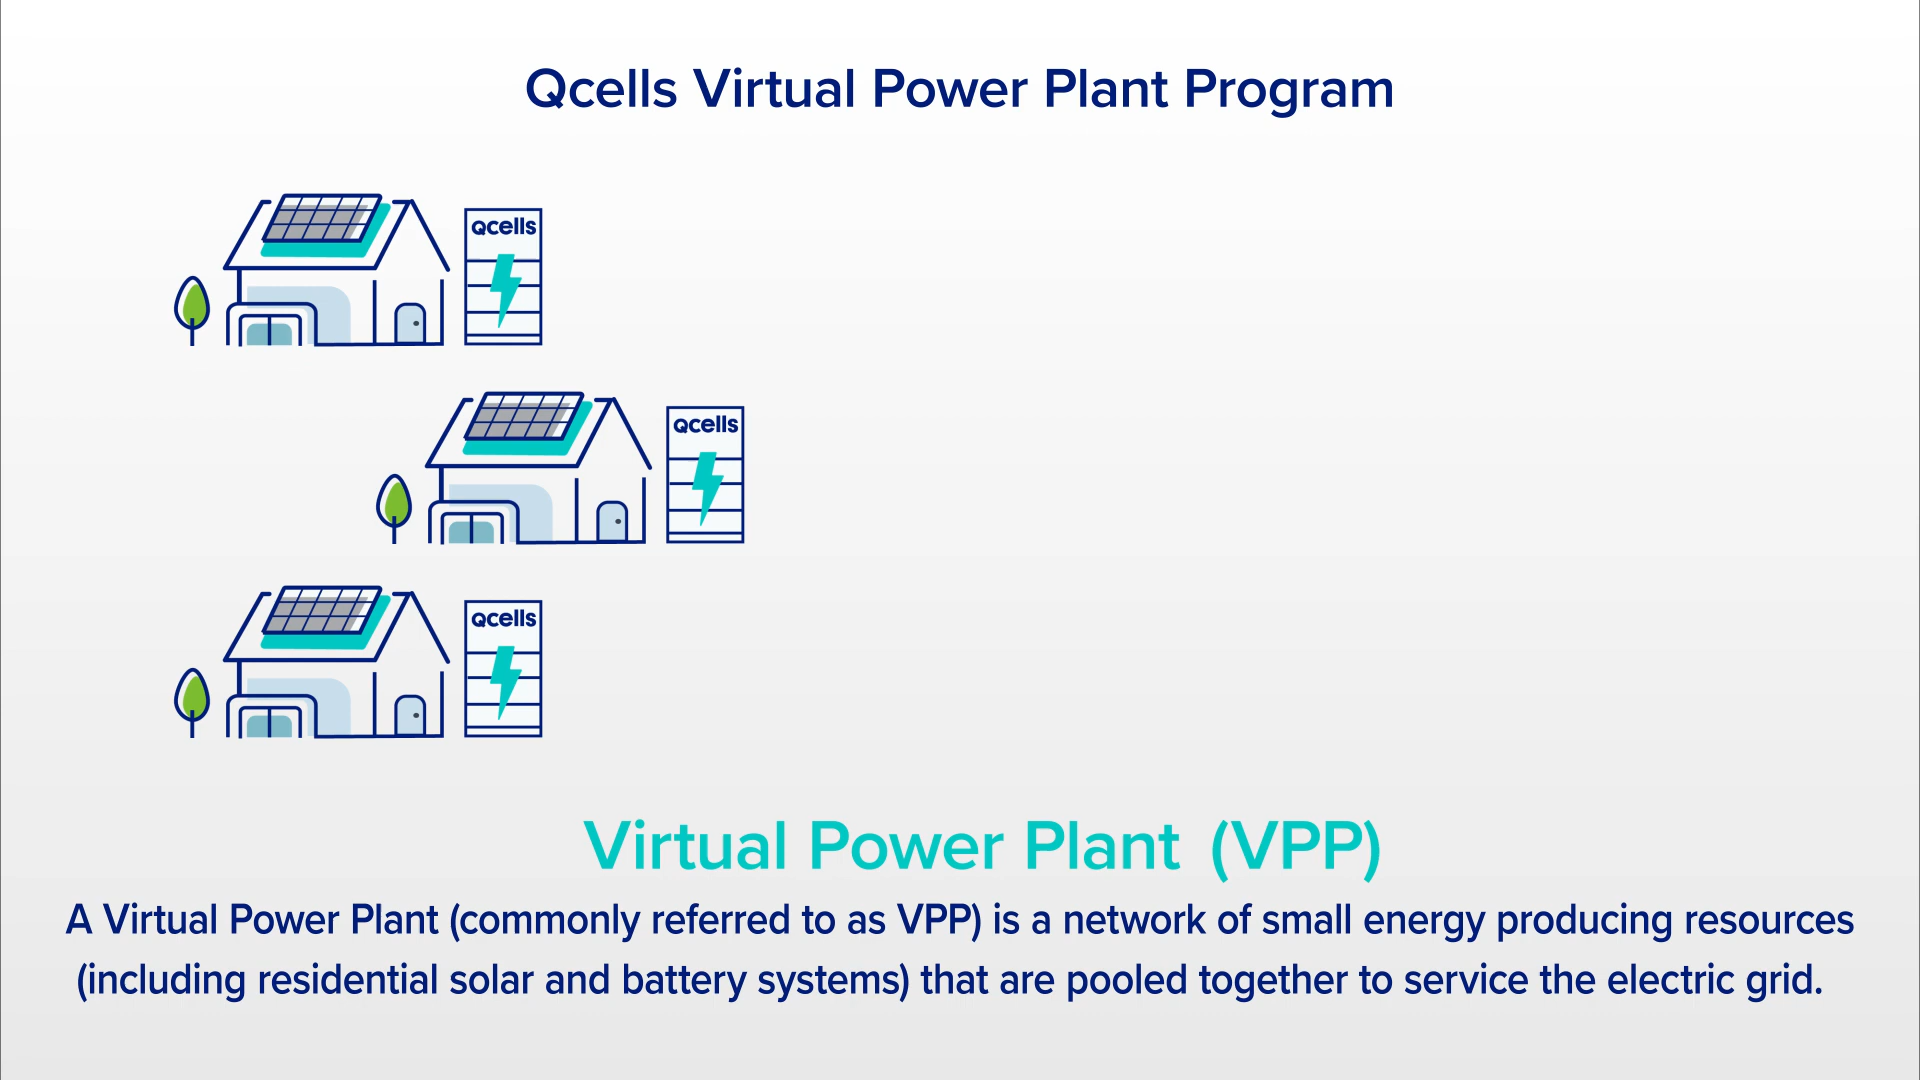 Qcells Virtual Power Plant Program
qcells
qcells
qcells
Virtual Power Plant (VPP)
A Virtual Power Plant (commonly referred to as VPP) is a network of small energy producing resources
(including residential solar and battery systems) that are pooled together to service the electric grid.